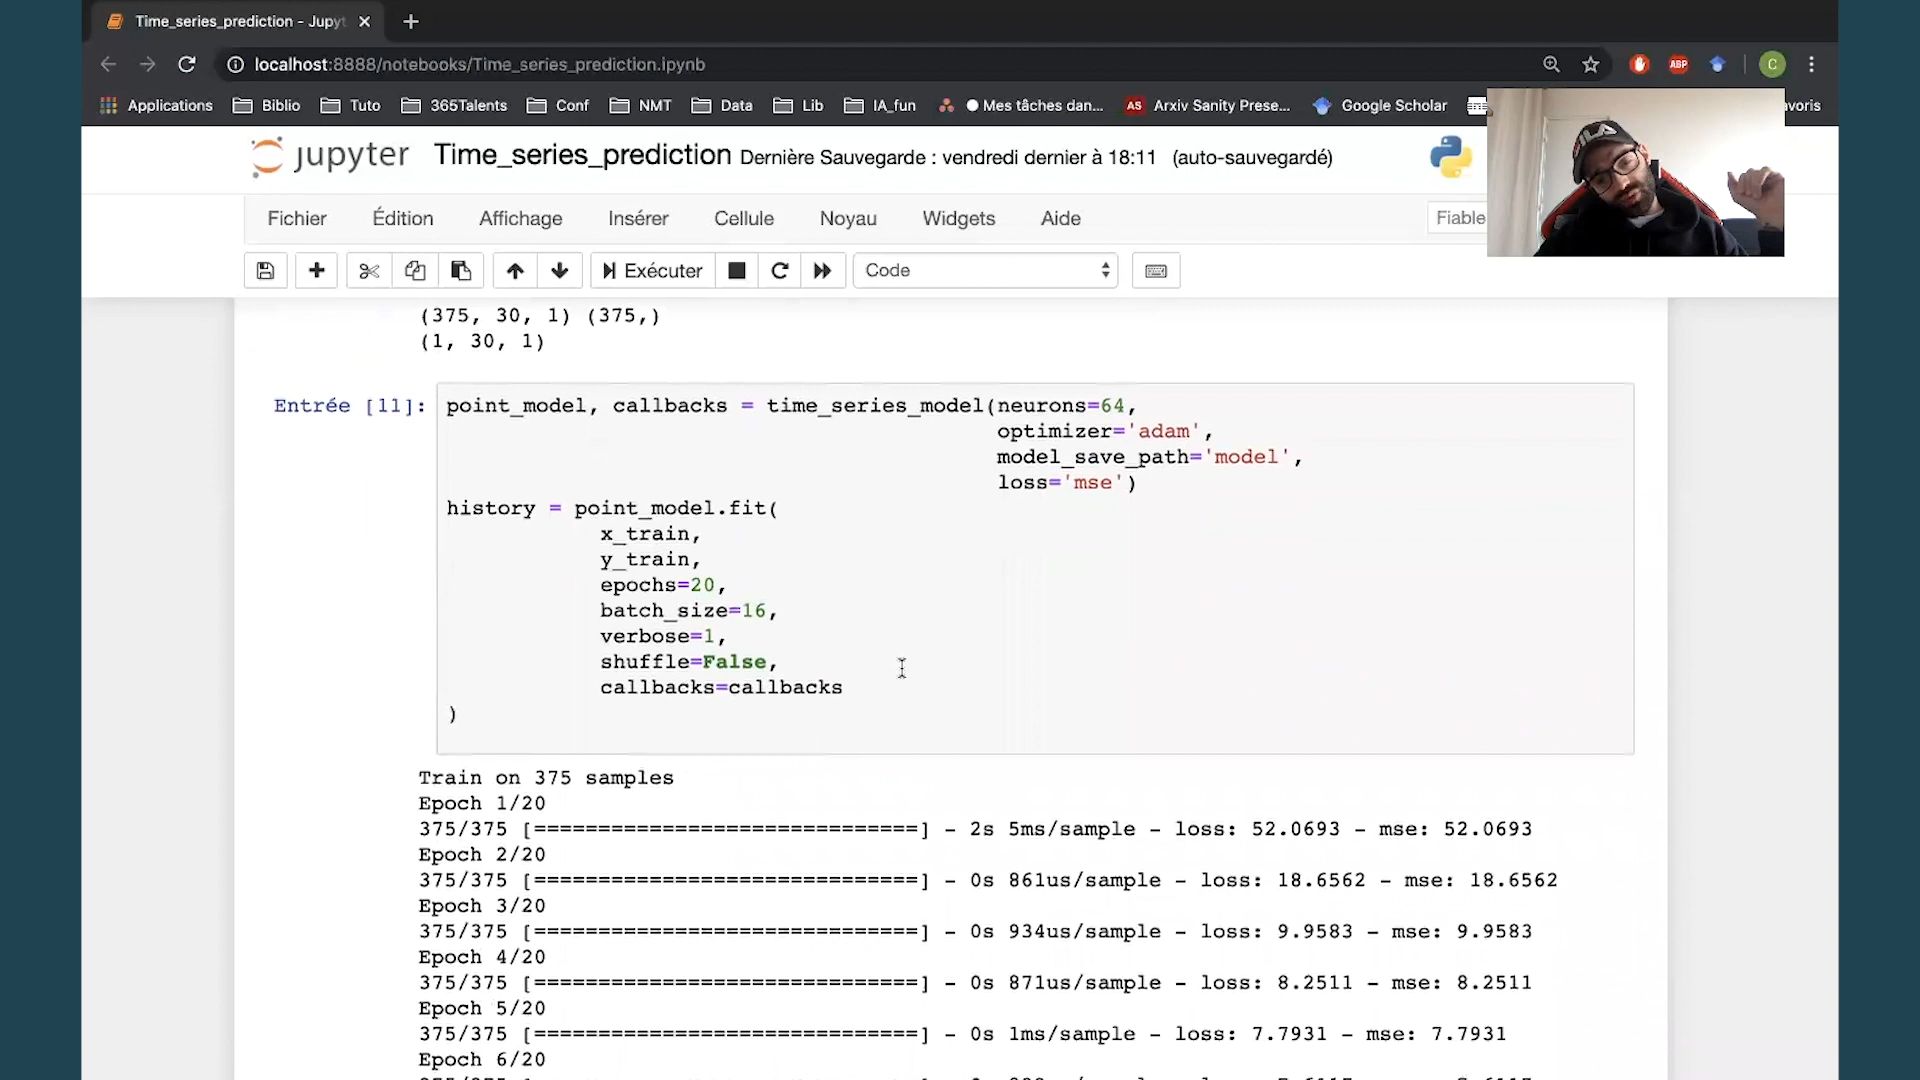 Time_series_prediction - Jupyt
localhost:8888/notebooks/Time_series_prediction.ipynb
ABP
C
Applications Biblio Tuto 365Talents Conf NMT Data Lib IA_fun Mes tâches dan... AS Arxiv Sanity Prese... Google Scholar avoris
jupyter Time_series_prediction Dernière Sauvegarde : vendredi dernier à 18:11 (auto-sauvegardé)
FILA
Fichier Édition Affichage Insérer Cellule Noyau Widgets Aide Fiable
Exécuter Code
(375, 30, 1) (375,)
(1, 30, 1)
Entrée [11]: point_model, callbacks = time_series_model(neurons=64,
optimizer='adam',
model_save_path='model',
loss='mse')
history = point_model.fit(
x_train,
y_train,
epochs=20,
batch_size=16,
verbose=1,
shuffle=False,
callbacks=callbacks
)
Train on 375 samples
Epoch 1/20
375/375 [==============================] - 2s 5ms/sample - loss: 52.0693 - mse: 52.0693
Epoch 2/20
375/375 [==============================] - 0s 861us/sample - loss: 18.6562 - mse: 18.6562
Epoch 3/20
375/375 [==============================] - 0s 934us/sample - loss: 9.9583 - mse: 9.9583
Epoch 4/20
375/375 [==============================] - 0s 871us/sample - loss: 8.2511 - mse: 8.2511
Epoch 5/20
375/375 [==============================] - 0s 1ms/sample - loss: 7.7931 - mse: 7.7931
Epoch 6/20